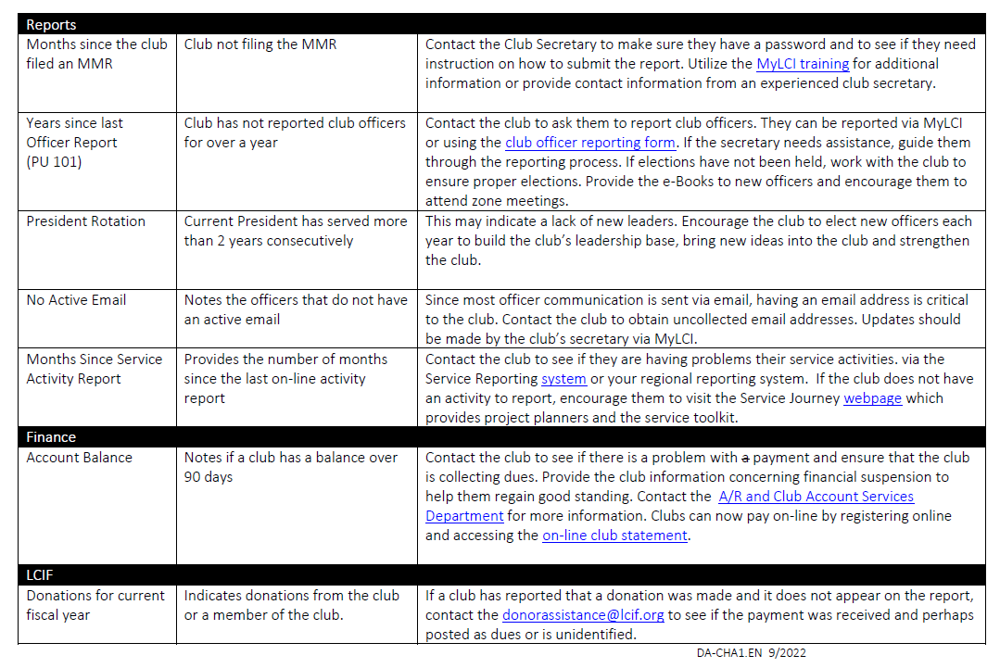 Reports
Months since the club
filed an MMR
Club not filing the MMR
Contact the Club Secretary to make sure they have a password and to see if they need
instruction on how to submit the report. Utilize the MyLCI training for additional
information or provide contact information from an experienced club secretary.
Years since last
Officer Report
(PU 101)
Club has not reported club officers
for over a year
Contact the club to ask them to report club officers. They can be reported via MyLCI
or using the club officer reporting form. If the secretary needs assistance, guide them
through the reporting process. If elections have not been held, work with the club to
ensure proper elections. Provide the e-Books to new officers and encourage them to
attend zone meetings.
President Rotation
Current President has served more
than 2 years consecutively
This may indicate a lack of new leaders. Encourage the club to elect new officers each
year to build the club’s leadership base, bring new ideas into the club and strengthen
the club.
No Active Email
Notes the officers that do not have
an active email
Since most officer communication is sent via email, having an email address is critical
to the club. Contact the club to obtain uncollected email addresses. Updates should
be made by the club’s secretary via MyLCI.
Months Since Service
Activity Report
Provides the number of months
since the last on-line activity
report
Contact the club to see if they are having problems their service activities. via the
Service Reporting system or your regional reporting system.  If the club does not have
an activity to report, encourage them to visit the Service Journey webpage which
provides project planners and the service toolkit.
Finance
Account Balance
Notes if a club has a balance over
90 days
Contact the club to see if there is a problem with a payment and ensure that the club
is collecting dues. Provide the club information concerning financial suspension to
help them regain good standing. Contact the  A/R and Club Account Services
Department for more information. Clubs can now pay on-line by registering online
and accessing the on-line club statement.
LCIF
Donations for current
fiscal year
Indicates donations from the club
or a member of the club.
If a club has reported that a donation was made and it does not appear on the report,
contact the donorassistance@lcif.org to see if the payment was received and perhaps
posted as dues or is unidentified.
DA-CHA1.EN  9/2022